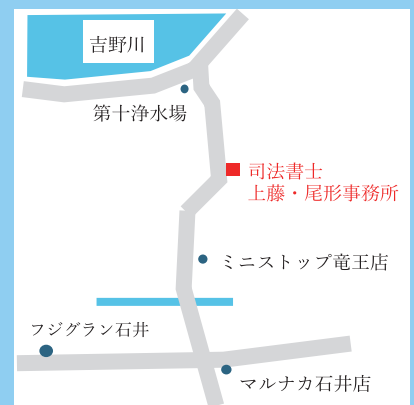 吉野川
第十浄水場
司法書士
上藤・尾形事務所
ミニストップ竜王店
フジグラン石井
マルナカ石井店